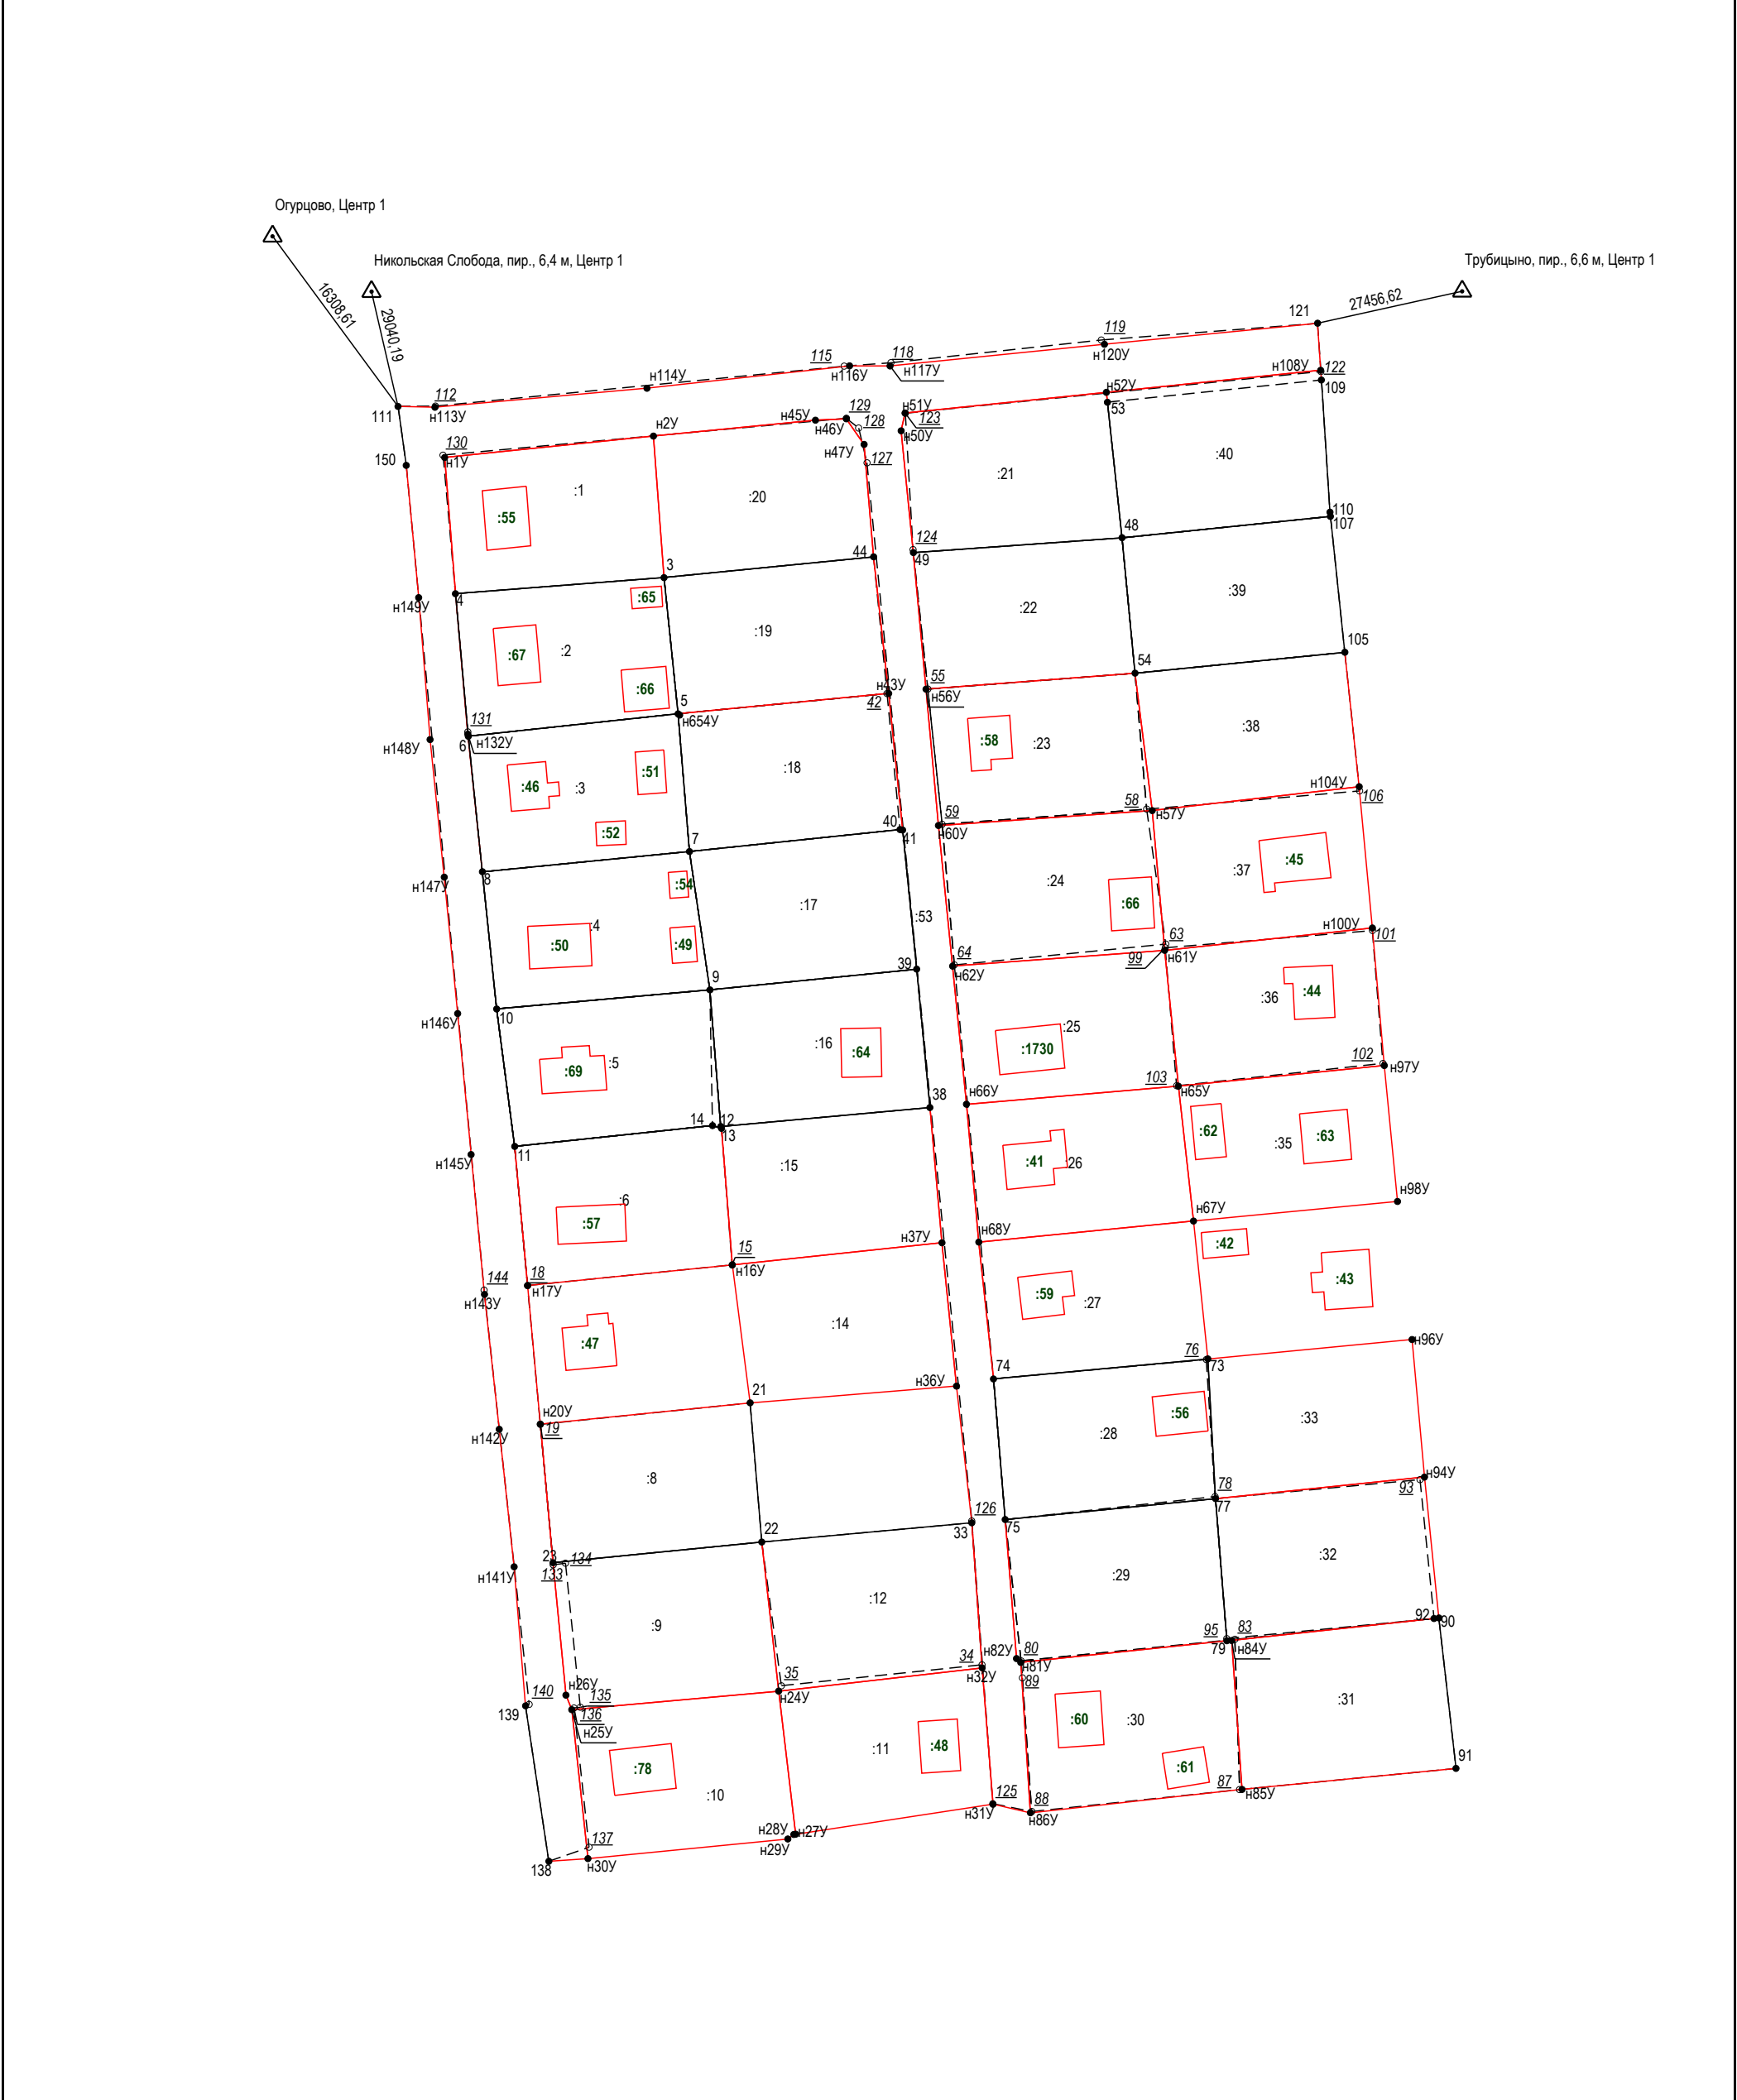 Огурцово, Центр 1
Никольская Слобода, пир., 6,4 м, Центр 1
Трубицыно, пир., 6,6 м, Центр 1
16308,61
29040,19
27456,62
121
119
н120У
118
н117У
115
н116У
н114У
112
н113У
111
н108У
122
109
н52У
53
н51У
123
н50У
129
н45У
н46У
128
н47У
127
н2У
130
н1У
150
:1
:55
:20
:21
:40
110
107
48
124
49
44
3
4
н149У
:65
:2
:67
:66
:19
:22
:39
105
54
55
н56У
н43У
42
5
н654У
131
6
н132У
н148У
:46
:3
:51
:52
:18
:58
:23
:38
н104У
106
58
н57У
59
н60У
40
41
7
8
н147У
:54
:4
:50
:49
:17
:53
:24
:66
:37
:45
н100У
101
63
99
н61У
64
н62У
39
9
10
н146У
:69
:5
:16
:64
:25
:1730
:36
:44
102
н97У
103
н65У
н66У
38
14
12
13
11
н145У
:15
:6
:57
:41
:26
:62
:35
:63
н98У
н67У
н68У
н37У
15
н16У
18
н17У
144
н143У
:42
:43
:59
:27
:14
:47
н96У
76
73
74
н36У
21
н20У
19
н142У
:8
:56
:28
:33
н94У
93
78
77
75
126
33
22
23
134
133
н141У
:9
:12
:29
:32
92
90
95
83
79
н84У
н82У
80
н81У
89
34
н32У
35
н24У
н26У
135
136
н25У
140
139
:78
:10
:11
:48
:60
:30
:61
:31
91
87
н85У
88
н86У
125
н31У
н28У
н27У
н29У
137
н30У
138